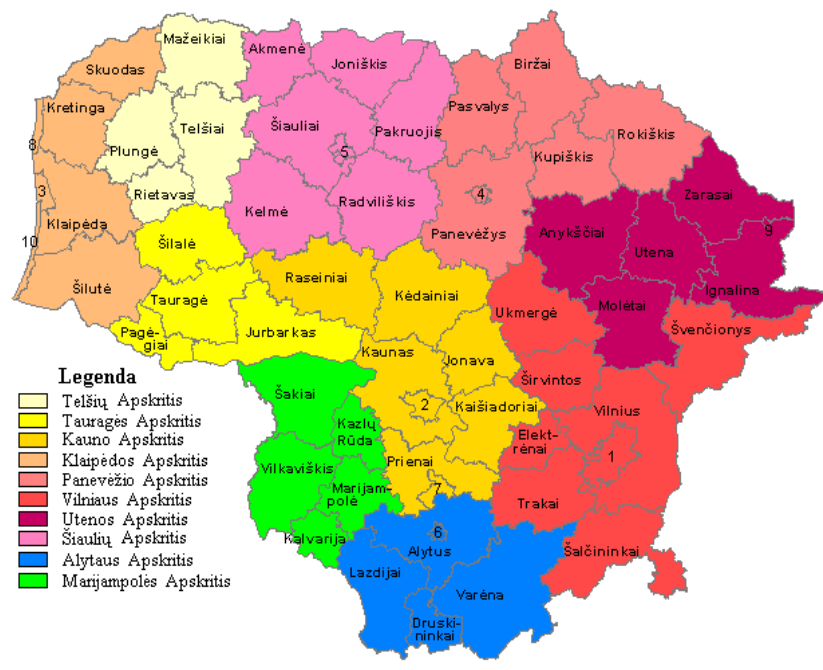 Mažeikiai
Akmenė
Skuodas
Joniškis
Biržai
Kretinga
Pasvalys
Telšiai
Šiauliai
Pakruojis
Rokiškis
8
Plungė
5
Kupiškis
3
Rietavas
4
Zarasai
Kelmė
Radviliškis
Klaipėda
Panevėžys
Anykščiai
9
10
Šilalė
Utena
Raseiniai
Šilutė
Kėdainiai
Ignalina
Tauragė
Molėtai
Ukmergė
Pagė-
giai
Jurbarkas
Švenčionys
Kaunas
Jonava
Širvintos
Šakiai
2
Kaišiadoriai
Vilnius
Kazlų
Rūda
Elekt-
rėnai
1
Vilkaviškis
Prienai
Marijam-
polė
7
Trakai
Kalvarija
6
Alytus
Šalčininkai
Lazdijai
Varėna
Druski-
ninkai
Legenda
Telšių Apskritis
Tauragės Apskritis
Kauno Apskritis
Klaipėdos Apskritis
Panevėžio Apskritis
Vilniaus Apskritis
Utenos Apskritis
Šiaulių Apskritis
Alytaus Apskritis
Marijampolės Apskritis